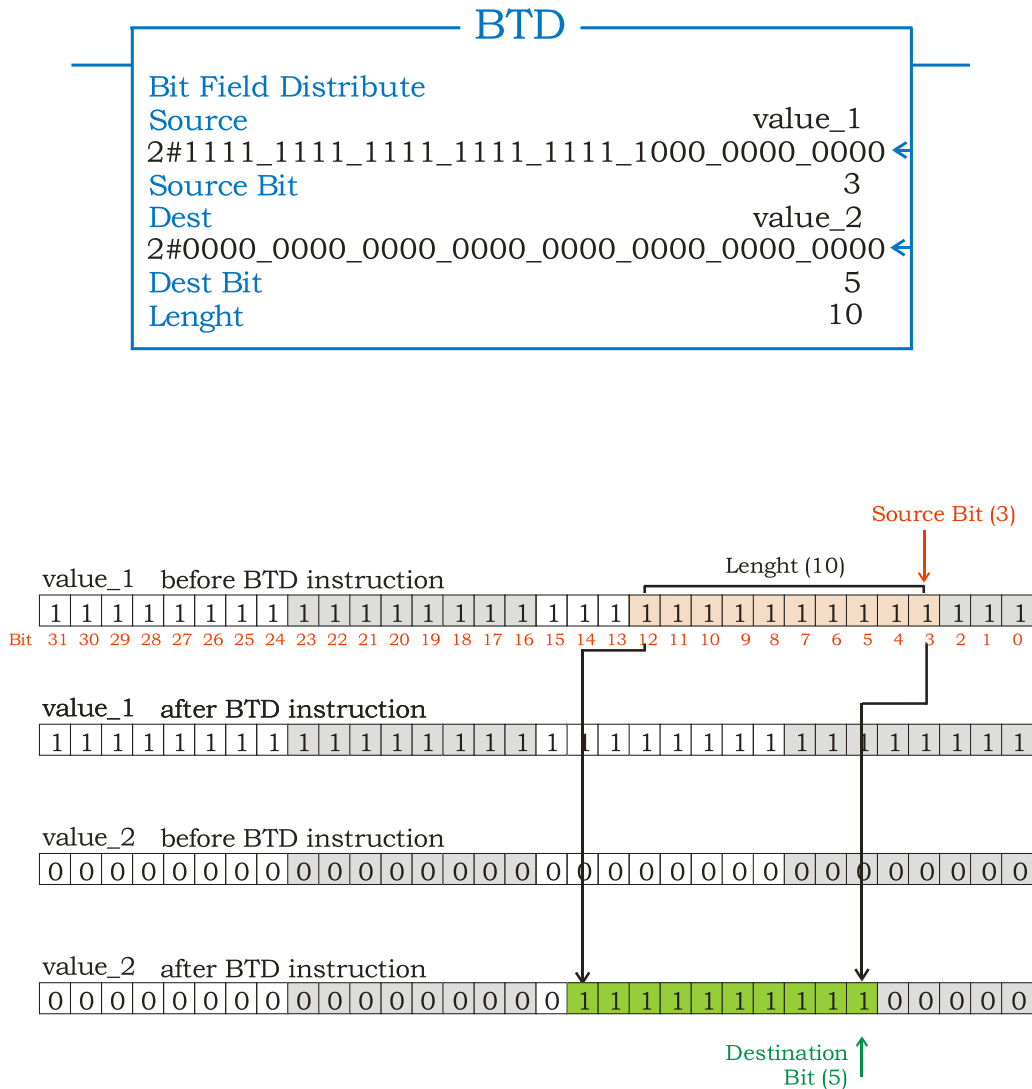 BTD
Bit Field Distribute
Source value_1
2#1111_1111_1111_1111_1111_1000_0000_0000
Source Bit 3
Dest value_2
2#0000_0000_0000_0000_0000_0000_0000_0000
Dest Bit 5
Lenght 10
Source Bit (3)
Lenght (10)
value_1 before BTD instruction
1 1 1 1 1 1 1 1 1 1 1 1 1 1 1 1 1 1 1 1 1 1 1 1 1 1 1 1 1 1 1 1
Bit 31 30 29 28 27 26 25 24 23 22 21 20 19 18 17 16 15 14 13 12 11 10 9 8 7 6 5 4 3 2 1 0
value_1 after BTD instruction
1 1 1 1 1 1 1 1 1 1 1 1 1 1 1 1 1 1 1 1 1 1 1 1 1 1 1 1 1 1 1 1
value_2 before BTD instruction
0 0 0 0 0 0 0 0 0 0 0 0 0 0 0 0 0 0 0 0 0 0 0 0 0 0 0 0 0 0 0 0
value_2 after BTD instruction
0 0 0 0 0 0 0 0 0 0 0 0 0 0 0 0 0 1 1 1 1 1 1 1 1 1 1 0 0 0 0 0
Destination
Bit (5)